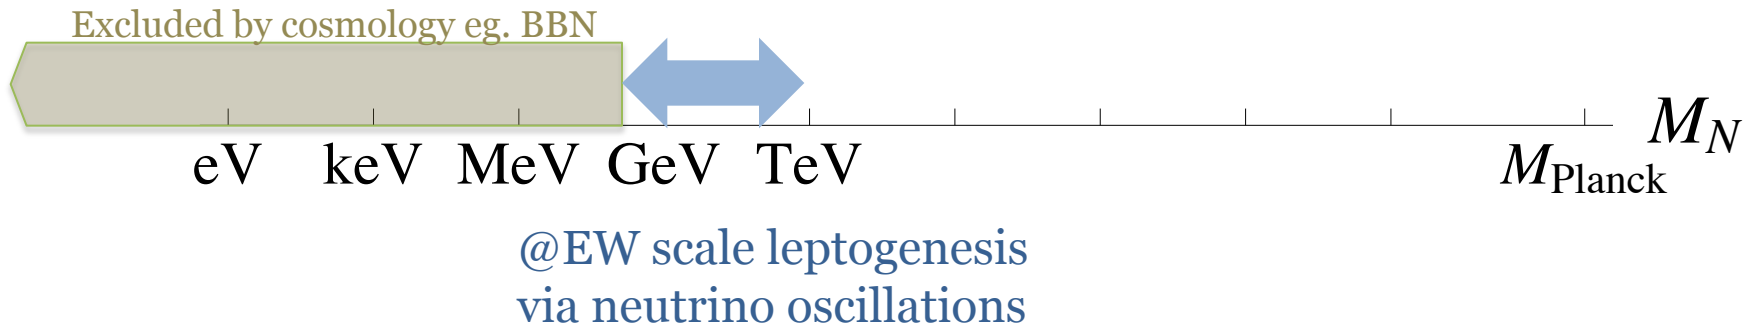 Excluded by cosmology eg. BBN
eV keV MeV GeV TeV M_Planck M_N
@EW scale leptogenesis
via neutrino oscillations